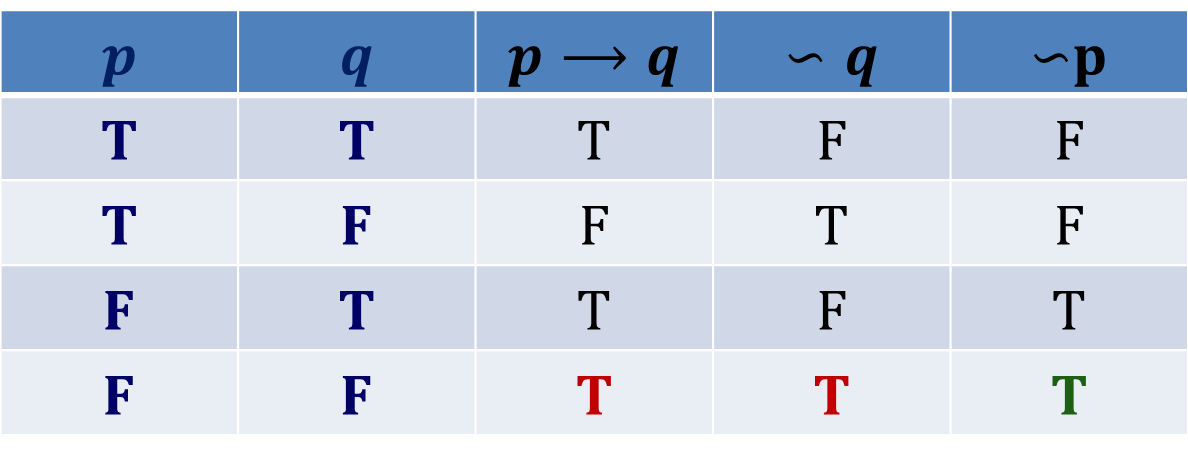 p q p ⟶ q ∽ q ∽p
T T T F F
T F F T F
F T T F T
F F T T T